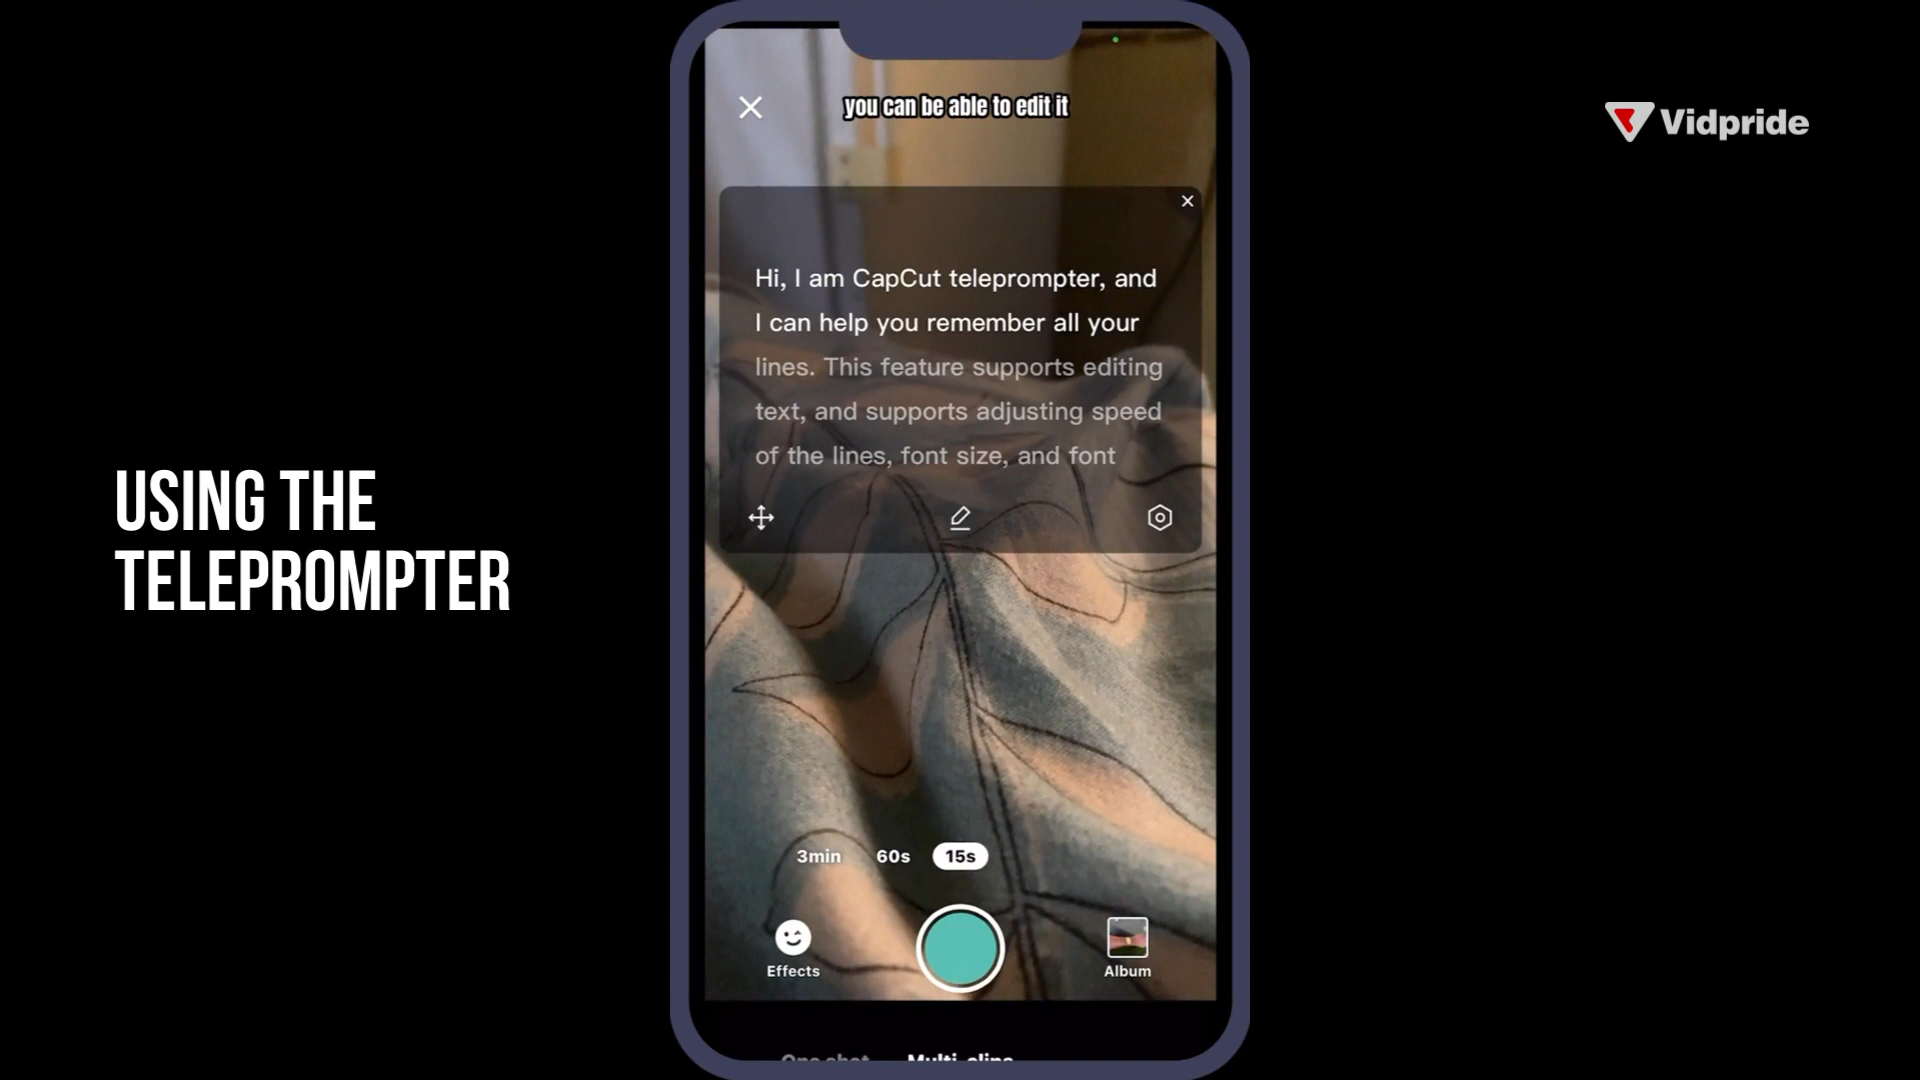 you can be able to edit it
Vidpride
Hi, I am CapCut teleprompter, and
I can help you remember all your
lines. This feature supports editing
text, and supports adjusting speed
of the lines, font size, and font
USING THE
TELEPROMPTER
3min 60s 15s
Effects
Album
One shot Multi-clips